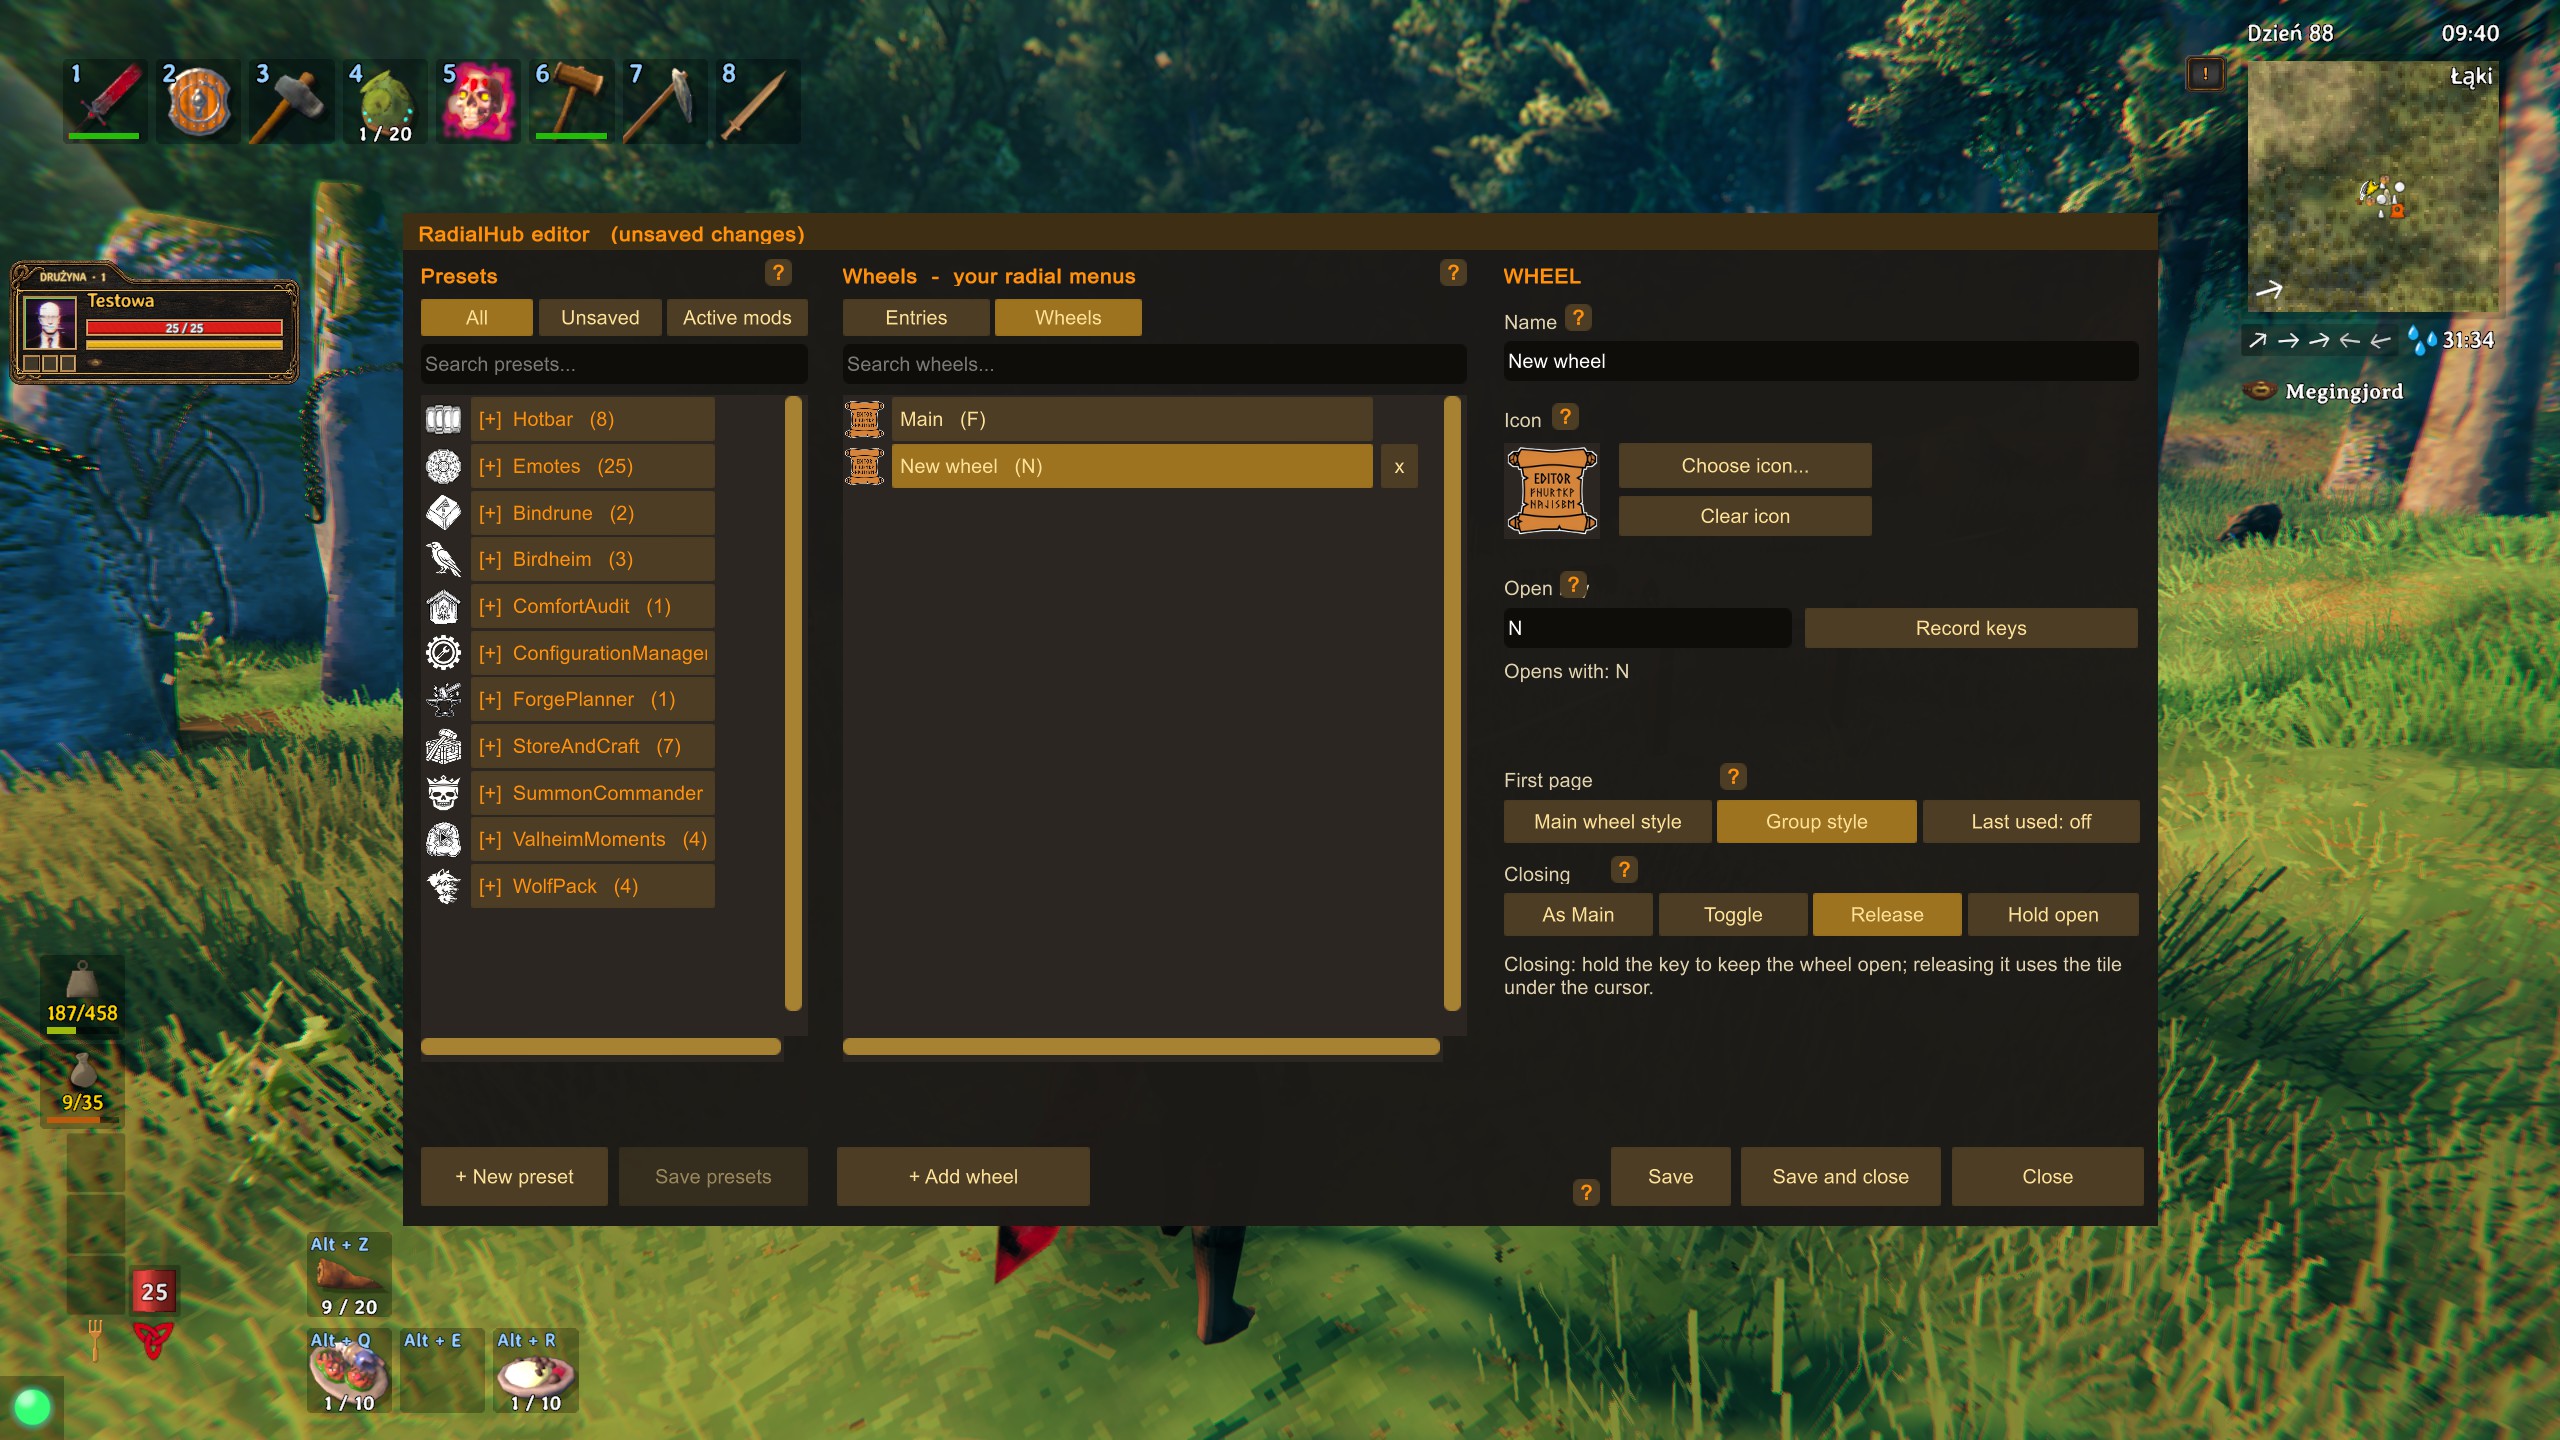 1 2 3 4 5 6 7 8
1 / 20
Dzień 88 09:40
!
Łąki
31:34
Megingjord
DRUŻYNA · 1
Testowa
25 / 25
RadialHub editor (unsaved changes)
Presets ?
All Unsaved Active mods
Search presets...
[+] Hotbar (8)
[+] Emotes (25)
[+] Bindrune (2)
[+] Birdheim (3)
[+] ComfortAudit (1)
[+] ConfigurationManager
[+] ForgePlanner (1)
[+] StoreAndCraft (7)
[+] SummonCommander
[+] ValheimMoments (4)
[+] WolfPack (4)
+ New preset Save presets
Wheels - your radial menus ?
Entries Wheels
Search wheels...
Main (F)
New wheel (N) x
+ Add wheel
WHEEL
Name ?
New wheel
Icon ?
EDITOR
Choose icon...
Clear icon
Open ?
N Record keys
Opens with: N
First page ?
Main wheel style Group style Last used: off
Closing ?
As Main Toggle Release Hold open
Closing: hold the key to keep the wheel open; releasing it uses the tile
under the cursor.
? Save Save and close Close
187/458
9/35
25
Alt + Z
9 / 20
Alt + Q Alt + E Alt + R
1 / 10 1 / 10